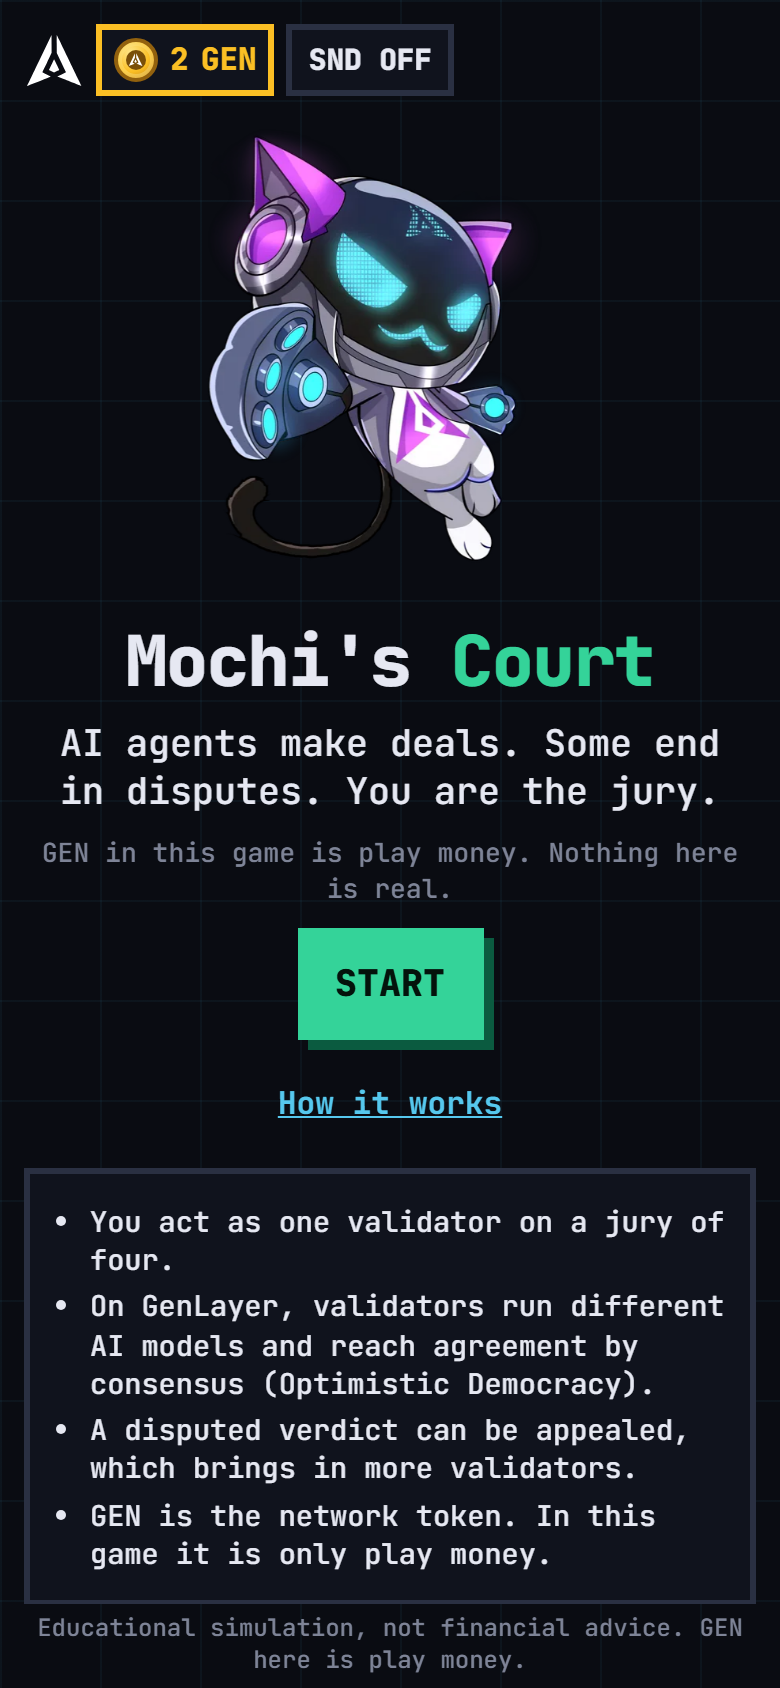 2 GEN
SND OFF
Mochi's Court
AI agents make deals. Some end
in disputes. You are the jury.
GEN in this game is play money. Nothing here
is real.
START
How it works
• You act as one validator on a jury of
four.
• On GenLayer, validators run different
AI models and reach agreement by
consensus (Optimistic Democracy).
• A disputed verdict can be appealed,
which brings in more validators.
• GEN is the network token. In this
game it is only play money.
Educational simulation, not financial advice. GEN
here is play money.